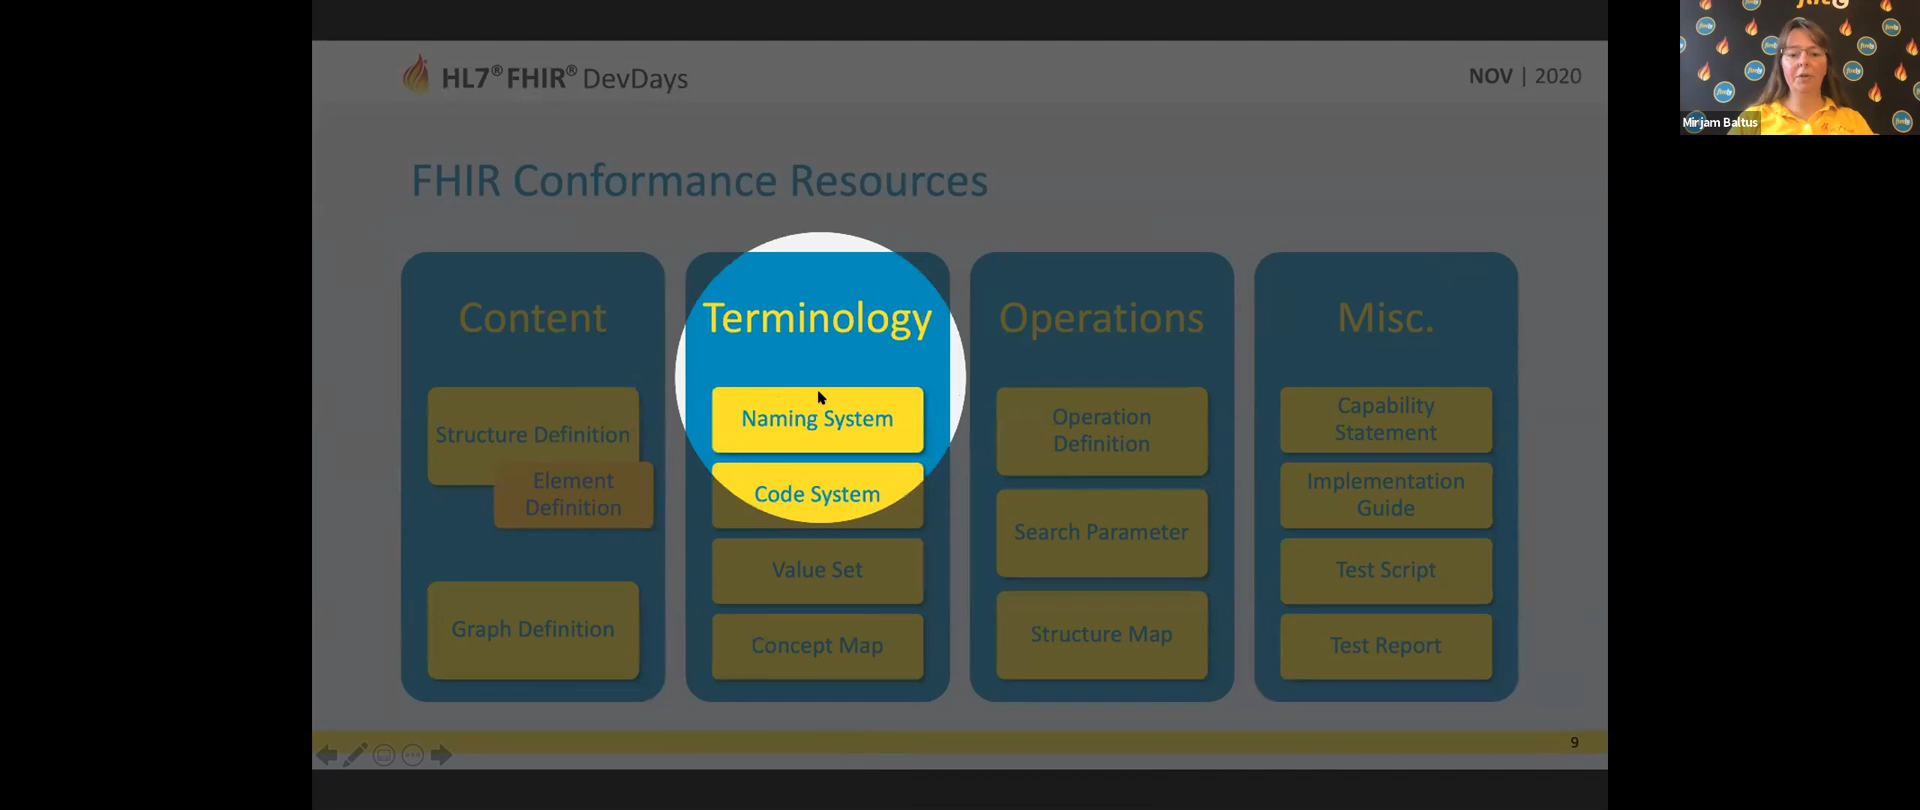 HL7® FHIR® DevDays
NOV | 2020
FHIR Conformance Resources
Content
Structure Definition
Element
Definition
Graph Definition
Terminology
Naming System
Code System
Value Set
Concept Map
Operations
Operation
Definition
Search Parameter
Structure Map
Misc.
Capability
Statement
Implementation
Guide
Test Script
Test Report
9
Mirjam Baltus